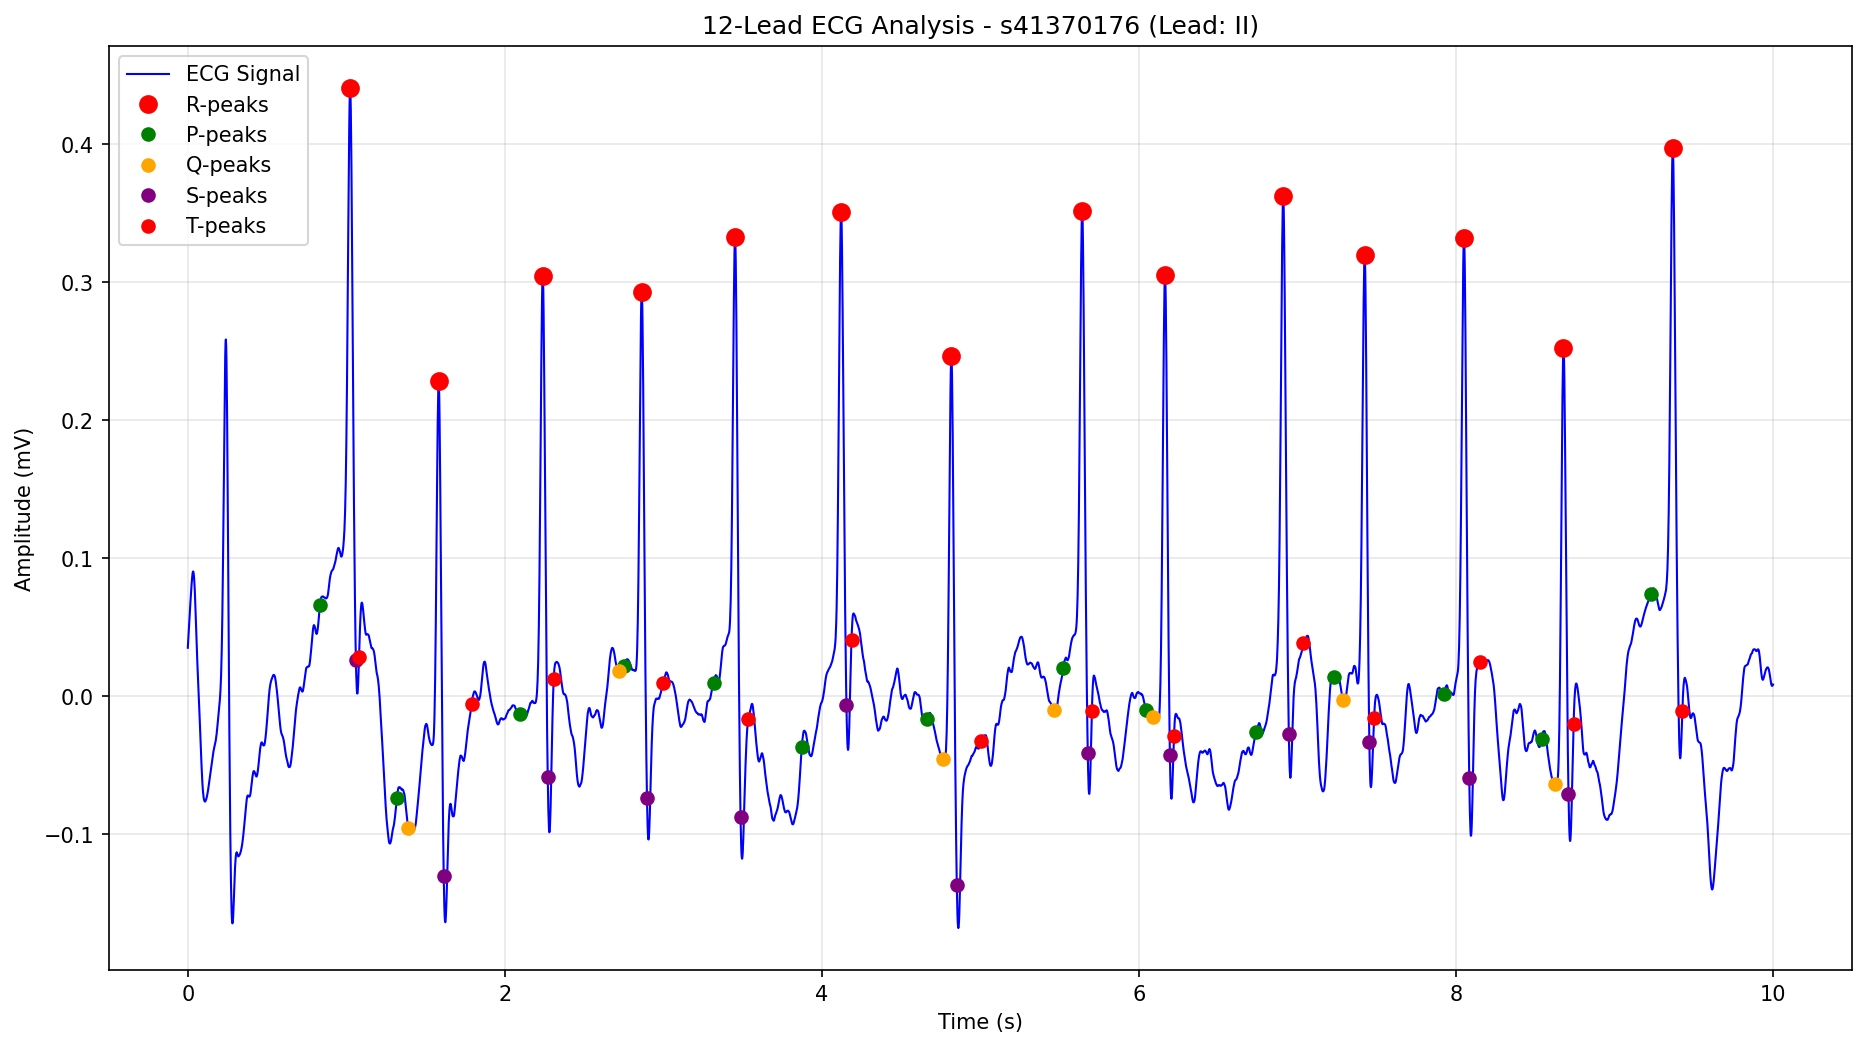 12-Lead ECG Analysis - s41370176 (Lead: II)
ECG Signal
R-peaks
P-peaks
Q-peaks
S-peaks
T-peaks
Amplitude (mV)
0.4
0.3
0.2
0.1
0.0
−0.1
0 2 4 6 8 10
Time (s)